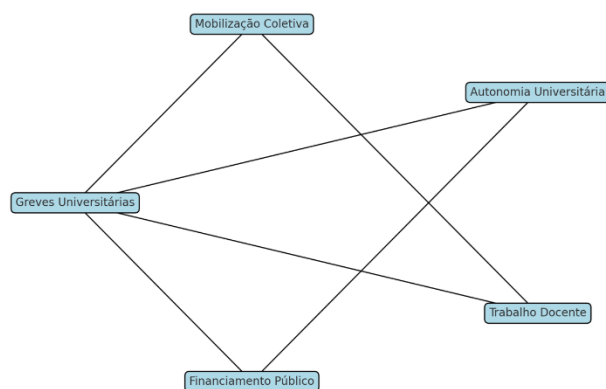 Mobilização Coletiva
Autonomia Universitária
Greves Universitárias
Trabalho Docente
Financiamento Público